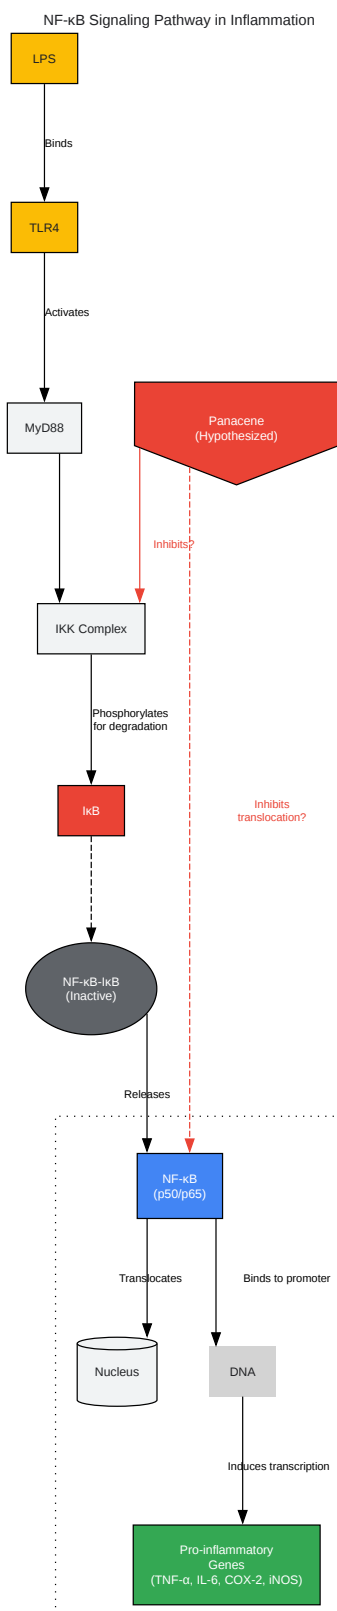 NF-κB Signaling Pathway in Inflammation
LPS
Binds
TLR4
Activates
MyD88
Panacene
(Hypothesized)
Inhibits?
IKK Complex
Phosphorylates
for degradation
IκB
Inhibits
translocation?
NF-κB-IκB
(Inactive)
Releases
NF-κB
(p50/p65)
Translocates
Binds to promoter
Nucleus
DNA
Induces transcription
Pro-inflammatory
Genes
(TNF-α, IL-6, COX-2, iNOS)